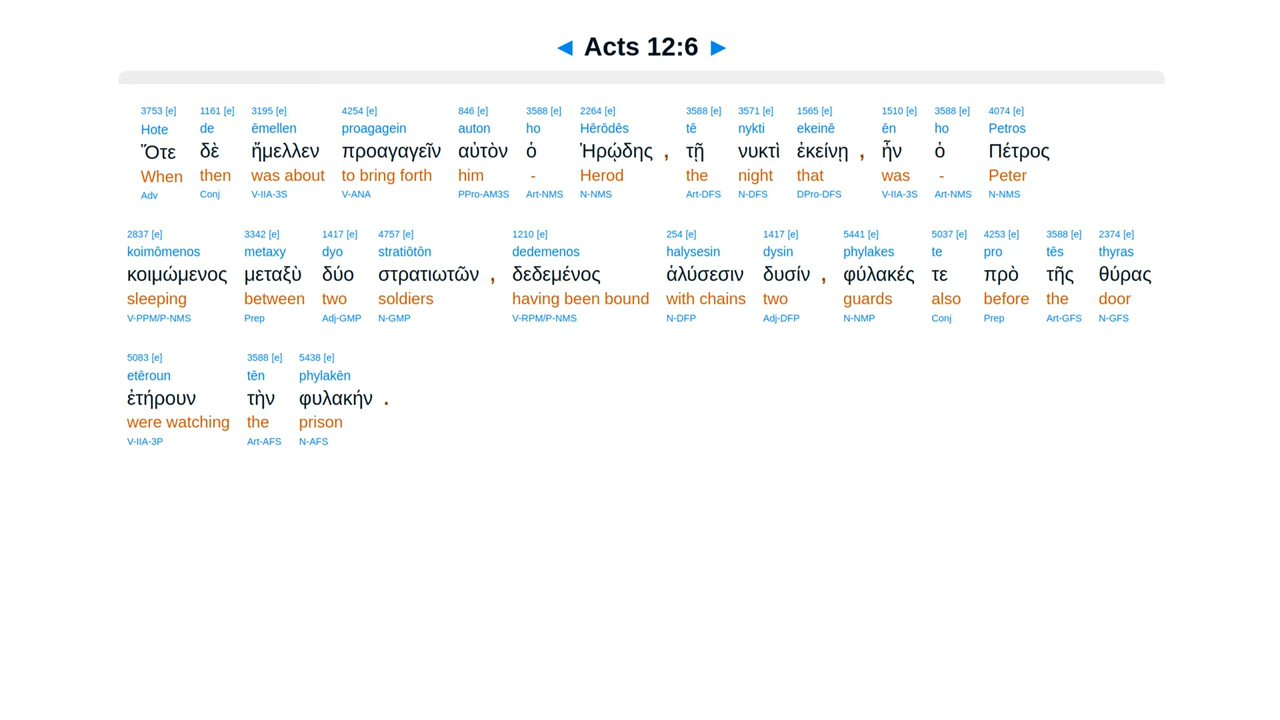 ◄ Acts 12:6 ►
3753 [e] 1161 [e] 3195 [e] 4254 [e] 846 [e] 3588 [e] 2264 [e] 3588 [e] 3571 [e] 1565 [e] 1510 [e] 3588 [e] 4074 [e]
Hote de ēmellen proagagein auton ho Hērōdēs tē nykti ekeinē ēn ho Petros
Ὅτε δὲ ἤμελλεν προαγαγεῖν αὐτὸν ὁ Ἡρῴδης , τῇ νυκτὶ ἐκείνῃ , ἦν ὁ Πέτρος
When then was about to bring forth him - Herod the night that was - Peter
Adv Conj V-IIA-3S V-ANA PPro-AM3S Art-NMS N-NMS Art-DFS N-DFS DPro-DFS V-IIA-3S Art-NMS N-NMS
2837 [e] 3342 [e] 1417 [e] 4757 [e] 1210 [e] 254 [e] 1417 [e] 5441 [e] 5037 [e] 4253 [e] 3588 [e] 2374 [e]
koimōmenos metaxy dyo stratiōtōn dedemenos halysesin dysin phylakes te pro tēs thyras
κοιμώμενος μεταξὺ δύο στρατιωτῶν , δεδεμένος ἁλύσεσιν δυσίν , φύλακές τε πρὸ τῆς θύρας
sleeping between two soldiers having been bound with chains two guards also before the door
V-PPM/P-NMS Prep Adj-GMP N-GMP V-RPM/P-NMS N-DFP Adj-DFP N-NMP Conj Prep Art-GFS N-GFS
5083 [e] 3588 [e] 5438 [e]
etēroun tēn phylakēn
ἐτήρουν τὴν φυλακήν .
were watching the prison
V-IIA-3P Art-AFS N-AFS